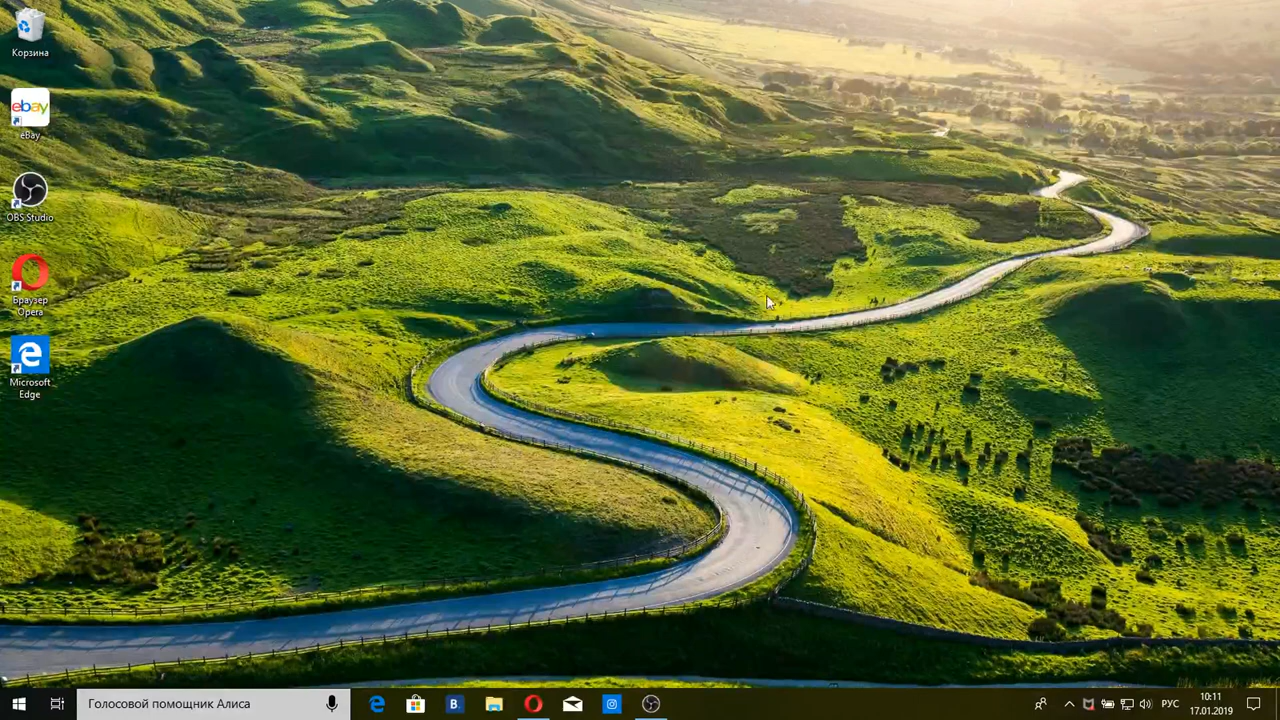 Корзина
ebay
eBay
OBS Studio
Браузер
Opera
Microsoft
Edge
Голосовой помощник Алиса
B
РУС
10:11
17.01.2019